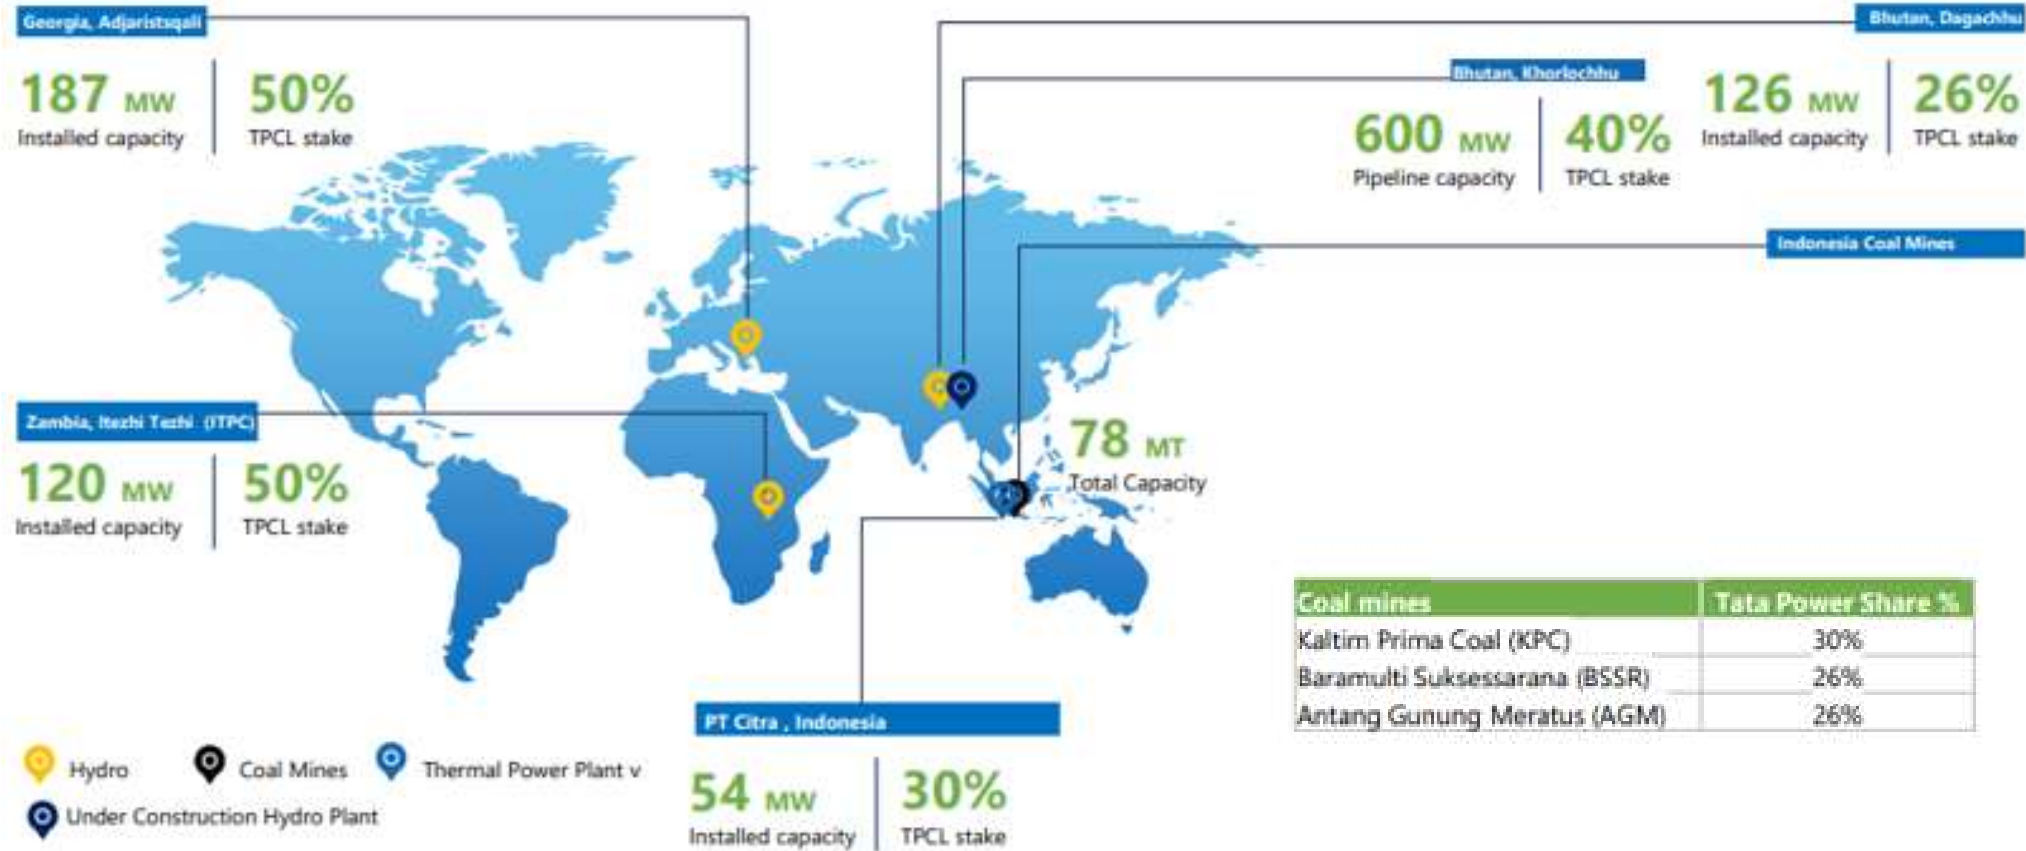 Georgia, Adjaristsqali
187 MW
Installed capacity
50%
TPCL stake
Bhutan, Dagachhu
126 MW
Installed capacity
26%
TPCL stake
Bhutan, Khorlochhu
600 MW
Pipeline capacity
40%
TPCL stake
Indonesia Coal Mines
78 MT
Total Capacity
Zambia, Itezhi Tezhi (ITPC)
120 MW
Installed capacity
50%
TPCL stake
PT Citra , Indonesia
54 MW
Installed capacity
30%
TPCL stake
Coal mines Tata Power Share %
Kaltim Prima Coal (KPC) 30%
Baramulti Suksessarana (BSSR) 26%
Antang Gunung Meratus (AGM) 26%
Hydro Coal Mines Thermal Power Plant v
Under Construction Hydro Plant